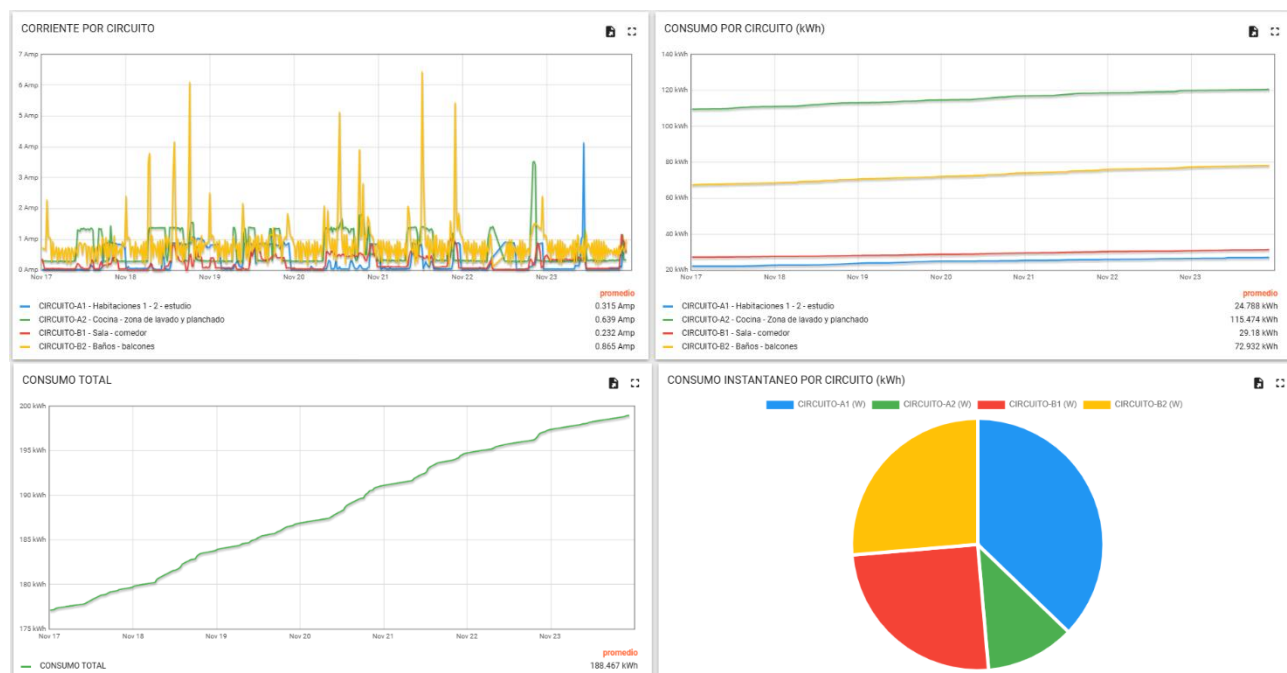 CORRIENTE POR CIRCUITO
7 Amp
6 Amp
5 Amp
4 Amp
3 Amp
2 Amp
1 Amp
0 Amp
Nov 17 Nov 18 Nov 19 Nov 20 Nov 21 Nov 22 Nov 23
promedio
CIRCUITO-A1 - Habitaciones 1 - 2 - estudio 0.315 Amp
CIRCUITO-A2 - Cocina - zona de lavado y planchado 0.639 Amp
CIRCUITO-B1 - Sala - comedor 0.232 Amp
CIRCUITO-B2 - Baños - balcones 0.865 Amp
CONSUMO POR CIRCUITO (kWh)
140 kWh
120 kWh
100 kWh
80 kWh
60 kWh
40 kWh
20 kWh
Nov 17 Nov 18 Nov 19 Nov 20 Nov 21 Nov 22 Nov 23
promedio
CIRCUITO-A1 - Habitaciones 1 - 2 - estudio 24.788 kWh
CIRCUITO-A2 - Cocina - Zona de lavado y planchado 115.474 kWh
CIRCUITO-B1 - Sala - comedor 29.18 kWh
CIRCUITO-B2 - Baños - balcones 72.932 kWh
CONSUMO TOTAL
200 kWh
195 kWh
190 kWh
185 kWh
180 kWh
175 kWh
Nov 17 Nov 18 Nov 19 Nov 20 Nov 21 Nov 22 Nov 23
promedio
CONSUMO TOTAL 188.467 kWh
CONSUMO INSTANTANEO POR CIRCUITO (kWh)
CIRCUITO-A1 (W) CIRCUITO-A2 (W) CIRCUITO-B1 (W) CIRCUITO-B2 (W)